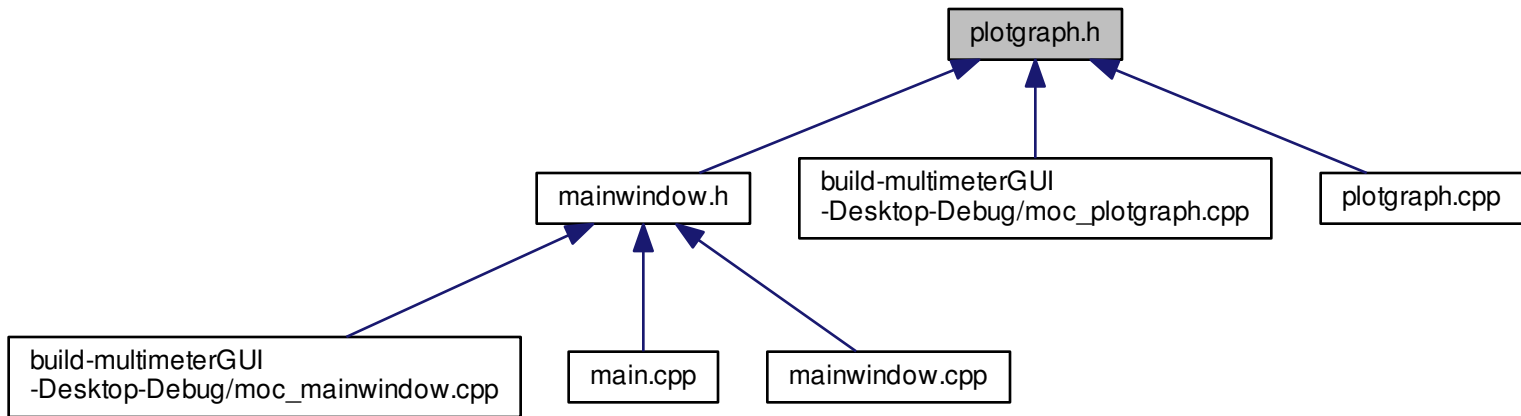 plotgraph.h
mainwindow.h
build-multimeterGUI
-Desktop-Debug/moc_plotgraph.cpp
plotgraph.cpp
build-multimeterGUI
-Desktop-Debug/moc_mainwindow.cpp
main.cpp
mainwindow.cpp